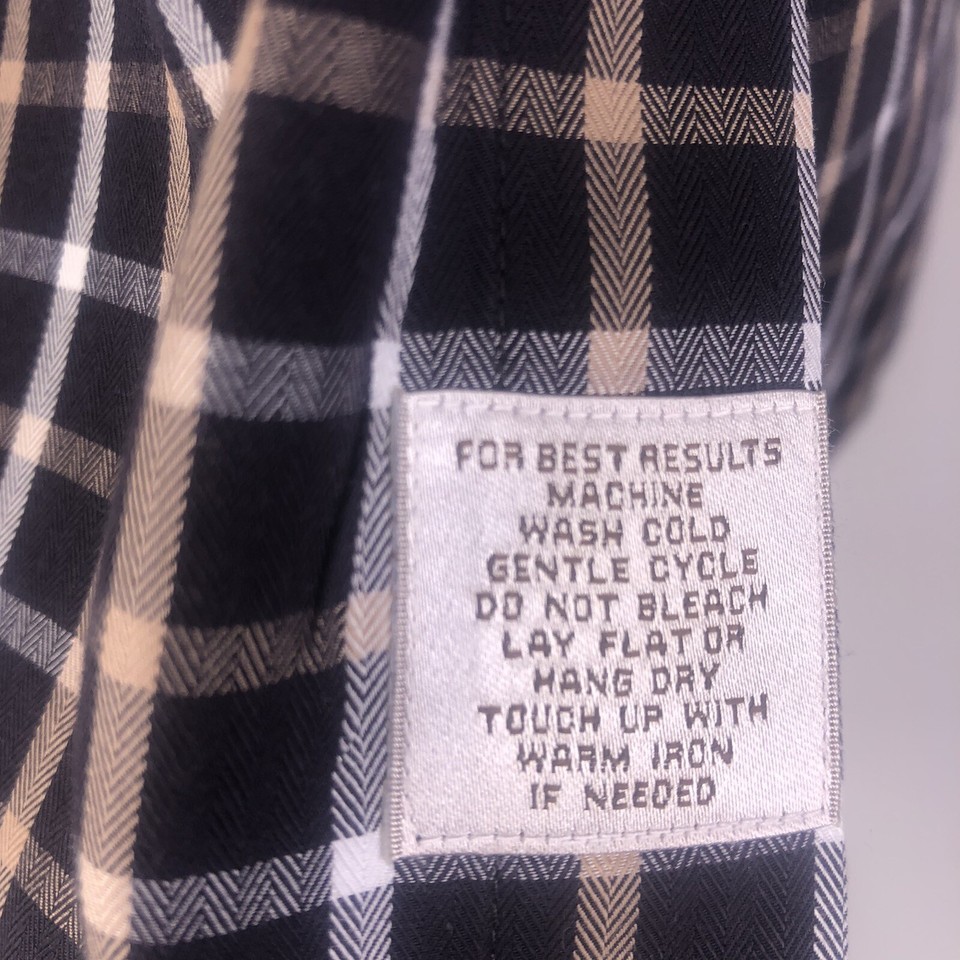 FOR BEST RESULTS
MACHINE
WASH COLD
GENTLE CYCLE
DO NOT BLEACH
LAY FLAT OR
HANG DRY
TOUCH UP WITH
WARM IRON
IF NEEDED